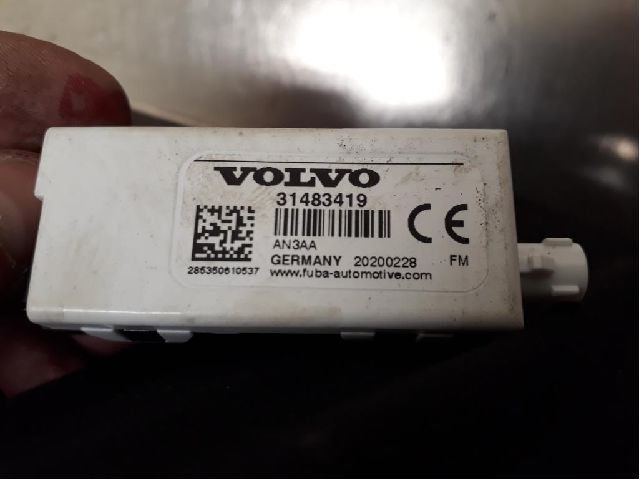 VOLVO
31483419
AN3AA
GERMANY 20200228 FM
285350610537
www.fuba-automotive.com
CE